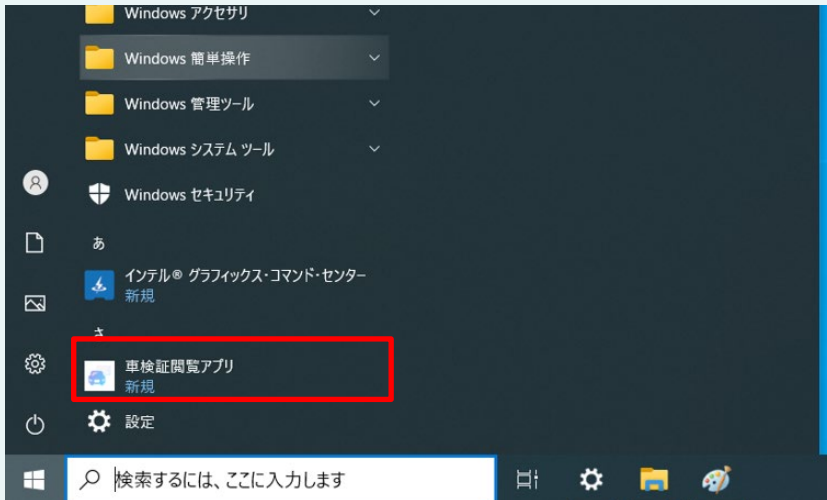 Windows アクセサリ
Windows 簡単操作
Windows 管理ツール
Windows システム ツール
Windows セキュリティ
あ
インテル® グラフィックス・コマンド・センター
新規
さ
車検証閲覧アプリ
新規
設定
検索するには、ここに入力します